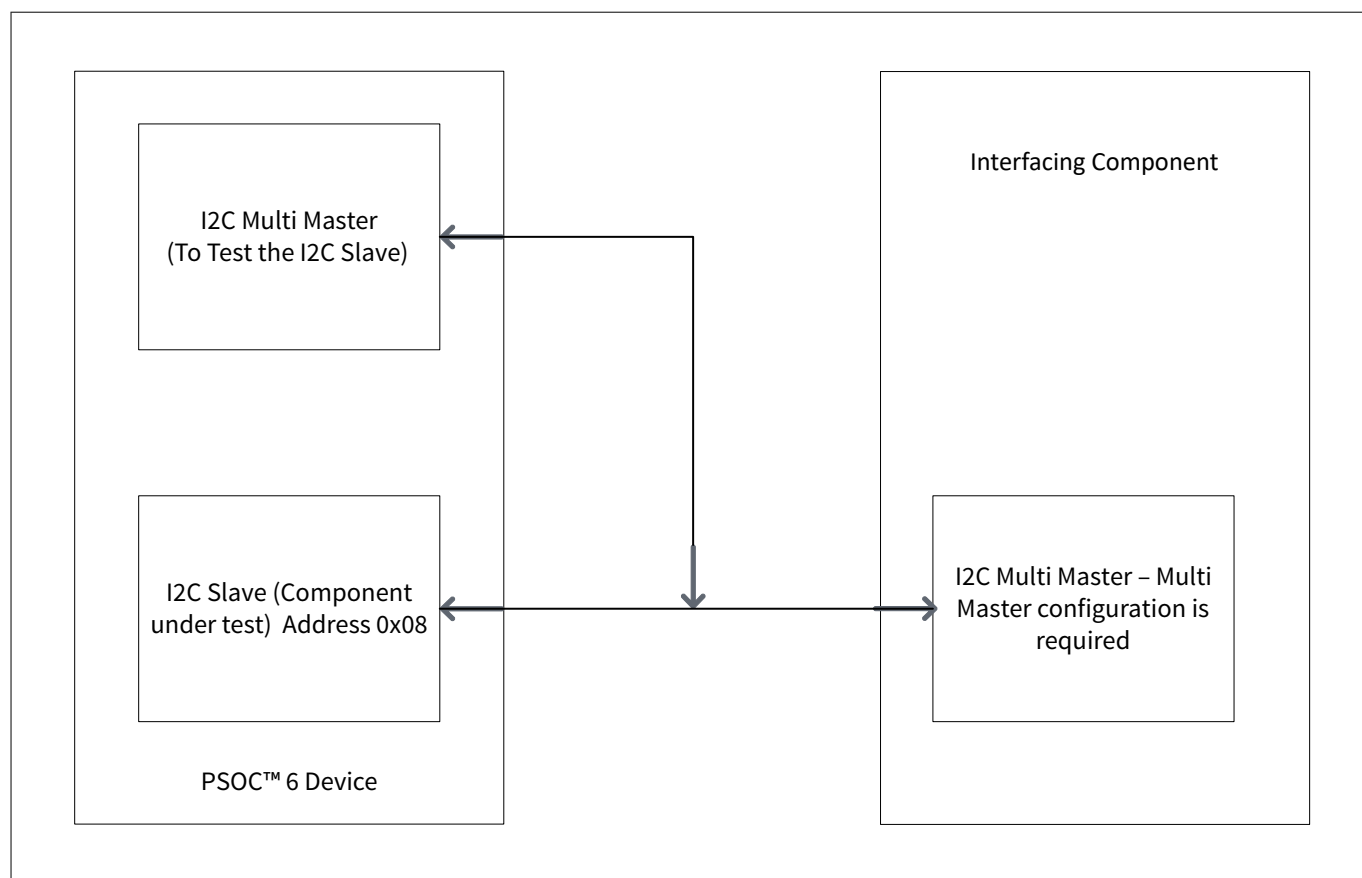 I2C Multi Master
(To Test the I2C Slave)
Interfacing Component
I2C Slave (Component
under test)  Address 0x08
I2C Multi Master – Multi
Master configuration is
required
PSOC™ 6 Device